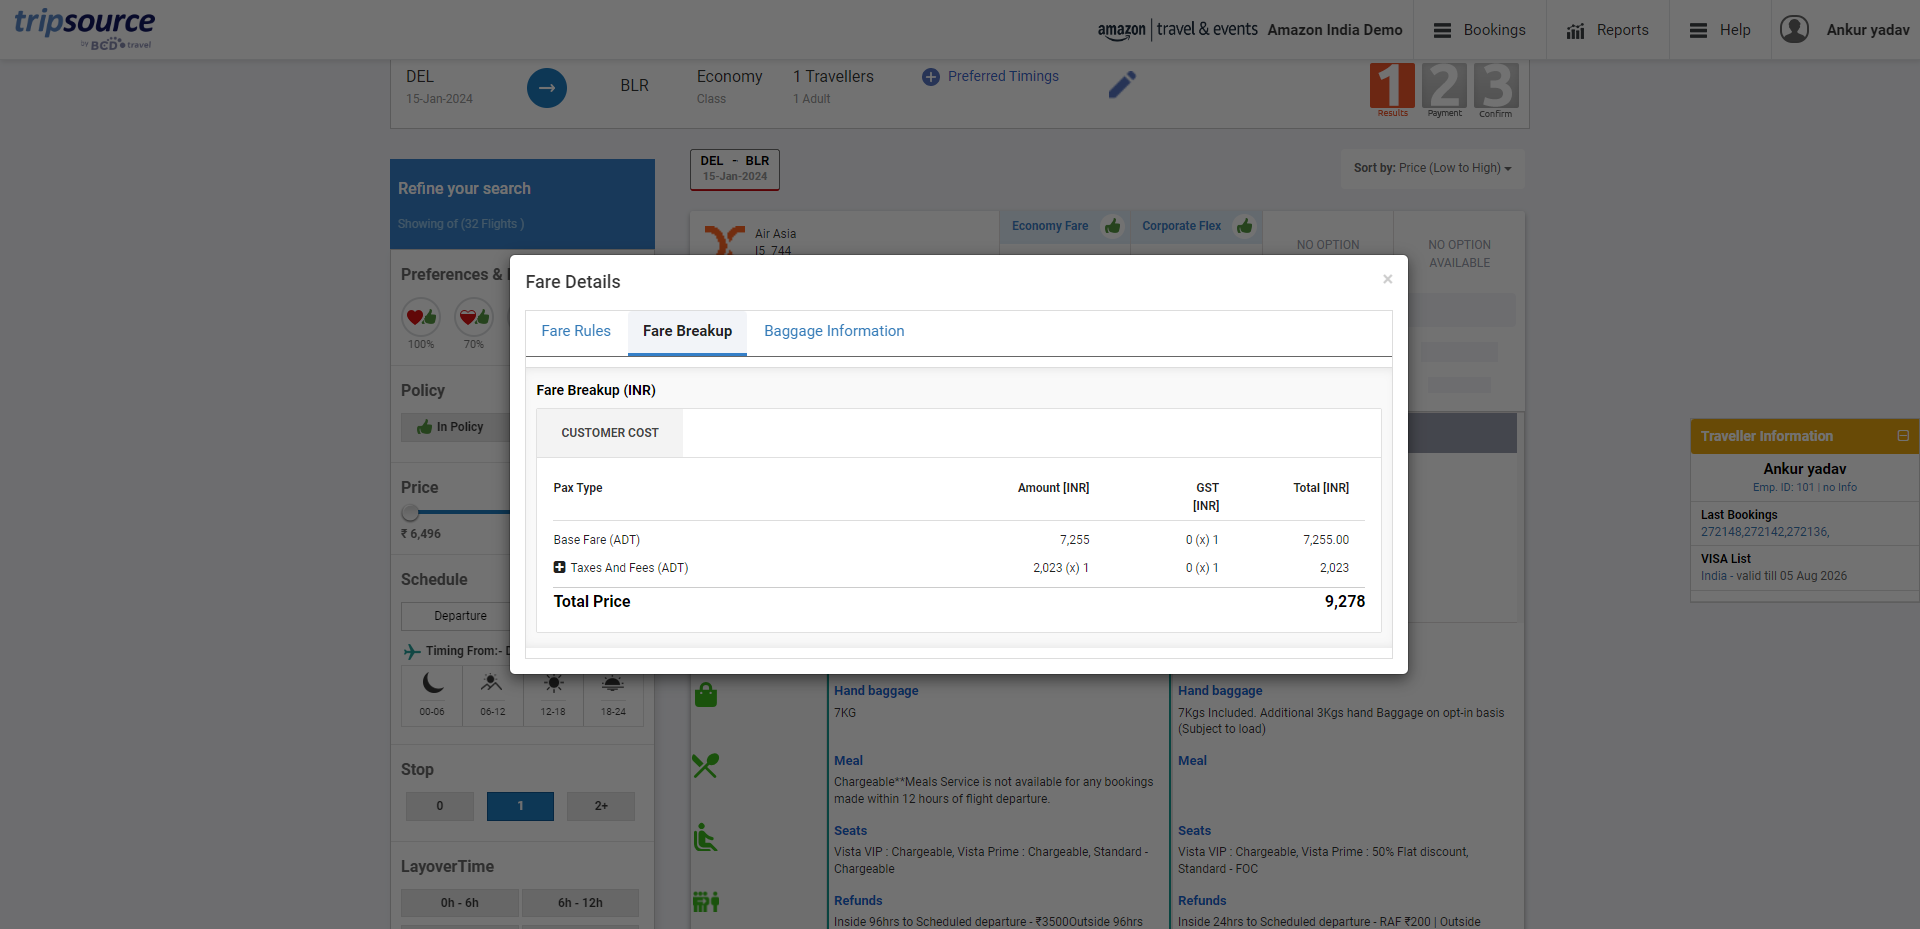 tripsource
by BCD travel
amazon | travel & events Amazon India Demo
Bookings
Reports
Help
Ankur yadav
DEL
15-Jan-2024
BLR
Economy
Class
1 Travellers
1 Adult
Preferred Timings
1 2 3
Results Payment Confirm
Refine your search
Showing of (32 Flights )
DEL - BLR
15-Jan-2024
Sort by: Price (Low to High)
Air Asia
I5 744
Economy Fare
Corporate Flex
NO OPTION
NO OPTION
AVAILABLE
Preferences &
100% 70%
Policy
In Policy
Price
₹ 6,496
Schedule
Departure
Timing From:-
00-06 06-12 12-18 18-24
Stop
0 1 2+
LayoverTime
0h - 6h 6h - 12h
Fare Details
×
Fare Rules Fare Breakup Baggage Information
Fare Breakup (INR)
CUSTOMER COST
Pax Type Amount [INR] GST [INR] Total [INR]
Base Fare (ADT) 7,255 0 (x) 1 7,255.00
Taxes And Fees (ADT) 2,023 (x) 1 0 (x) 1 2,023
Total Price 9,278
Traveller Information
Ankur yadav
Emp. ID: 101 | no Info
Last Bookings
272148,272142,272136,
VISA List
India - valid till 05 Aug 2026
Hand baggage
7KG
Meal
Chargeable**Meals Service is not available for any bookings
made within 12 hours of flight departure.
Seats
Vista VIP : Chargeable, Vista Prime : Chargeable, Standard -
Chargeable
Refunds
Inside 96hrs to Scheduled departure - ₹3500Outside 96hrs
Hand baggage
7Kgs Included. Additional 3Kgs hand Baggage on opt-in basis
(Subject to load)
Meal
Seats
Vista VIP : Chargeable, Vista Prime : 50% Flat discount,
Standard - FOC
Refunds
Inside 24hrs to Scheduled departure - RAF ₹200 | Outside